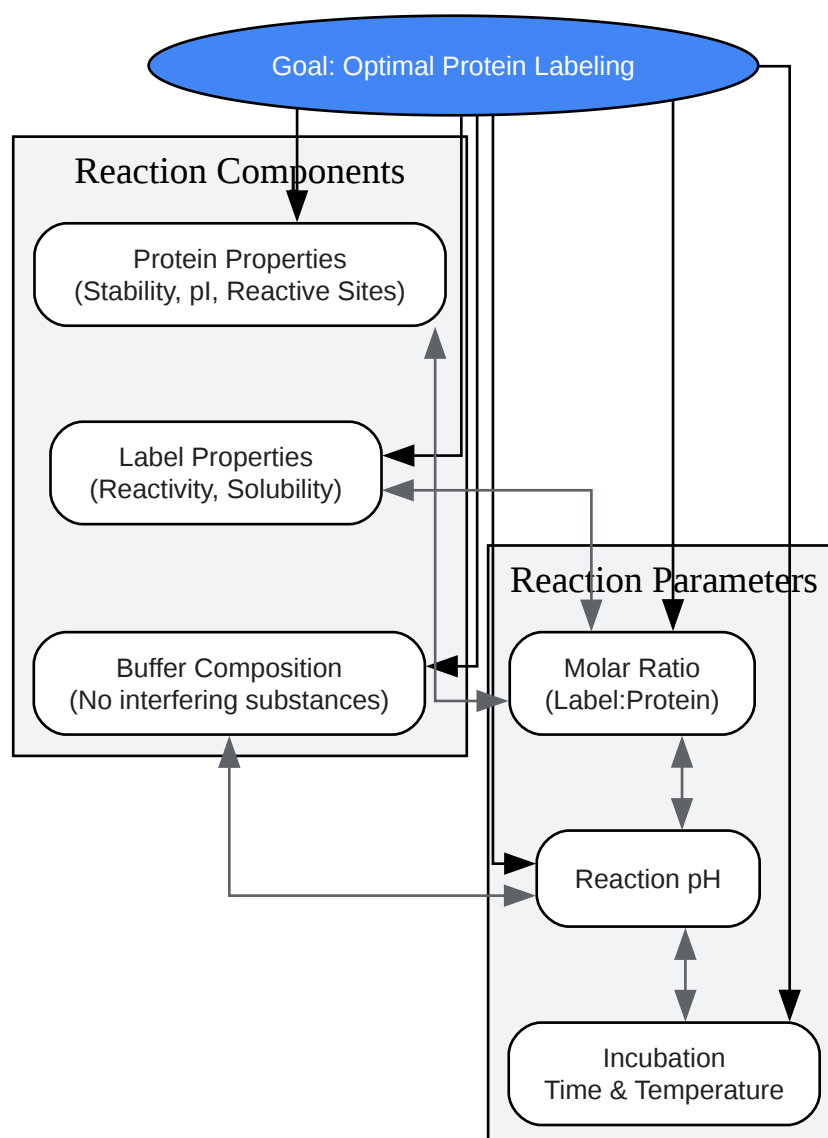 Goal: Optimal Protein Labeling
Reaction Components
Protein Properties
(Stability, pI, Reactive Sites)
Label Properties
(Reactivity, Solubility)
Buffer Composition
(No interfering substances)
Reaction Parameters
Molar Ratio
(Label:Protein)
Reaction pH
Incubation
Time & Temperature